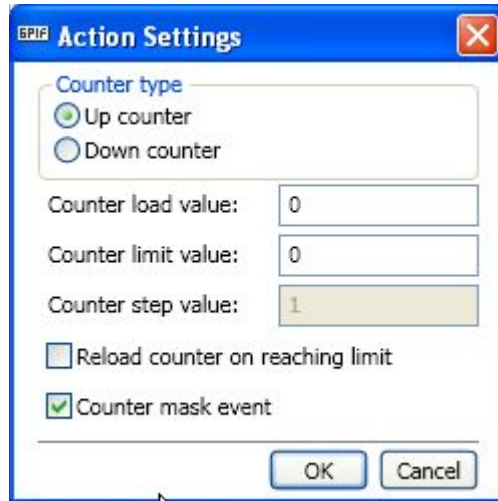 GPIF Action Settings
Counter type
Up counter
Down counter
Counter load value: 0
Counter limit value: 0
Counter step value: 1
Reload counter on reaching limit
Counter mask event
OK Cancel